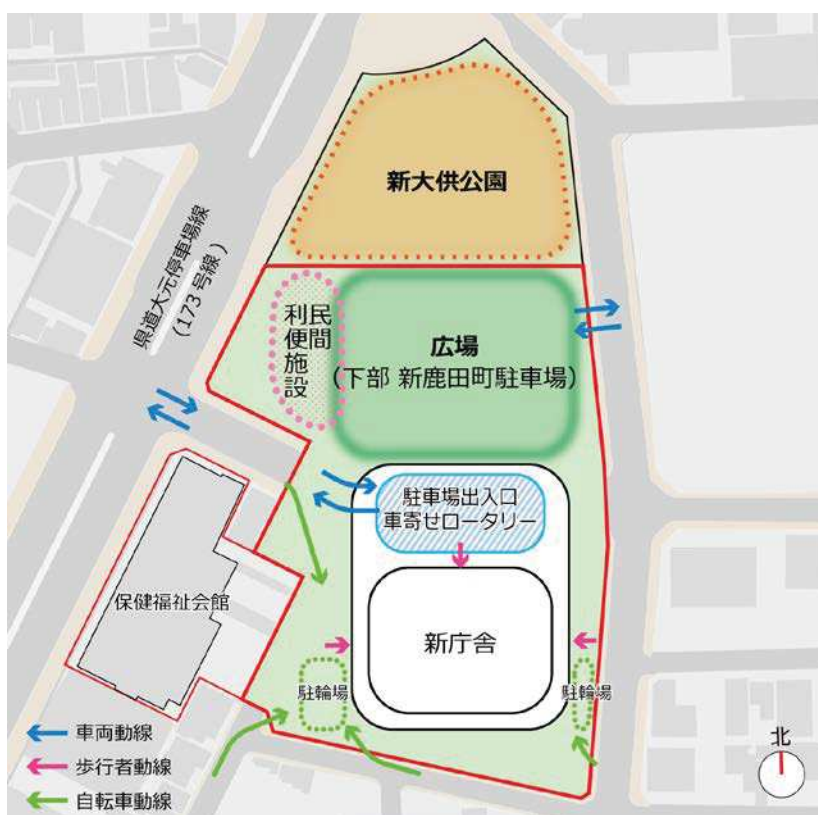 新大供公園
県道大元停車場線
（173 号線）
民間
利便施設
広場
（下部 新鹿田町駐車場）
駐車場出入口
車寄せロータリー
保健福祉会館
新庁舎
駐輪場
駐輪場
車両動線
歩行者動線
自転車動線
北